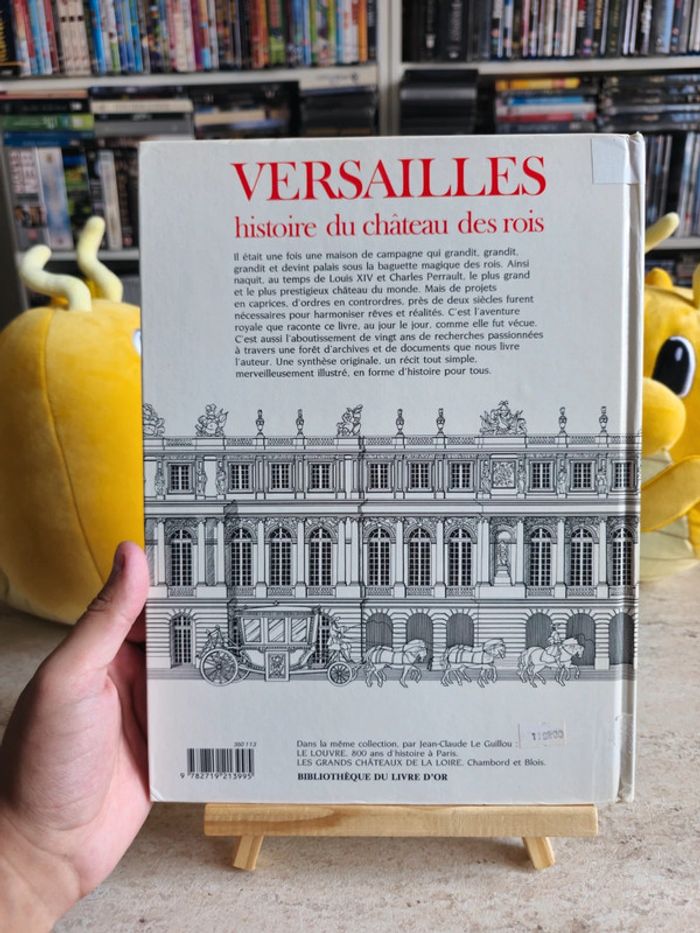 VERSAILLES
histoire du château des rois
Il était une fois une maison de campagne qui grandit, grandit,
grandit et devint palais sous la baguette magique des rois. Ainsi
naquit, au temps de Louis XIV et Charles Perrault, le plus grand
et le plus prestigieux château du monde. Mais de projets
en caprices, d'ordres en contrordres, près de deux siècles furent
nécessaires pour harmoniser rêves et réalités. C'est l'aventure
royale que raconte ce livre, au jour le jour, comme elle fut vécue.
C'est aussi l'aboutissement de vingt ans de recherches passionnées
à travers une forêt d'archives et de documents que nous livre
l'auteur. Une synthèse originale, un récit tout simple,
merveilleusement illustré, en forme d'histoire pour tous.
350 113
9 782719 213995
Dans la même collection, par Jean-Claude Le Guillou :
LE LOUVRE. 800 ans d'histoire à Paris.
LES GRANDS CHÂTEAUX DE LA LOIRE. Chambord et Blois.
BIBLIOTHÈQUE DU LIVRE D'OR